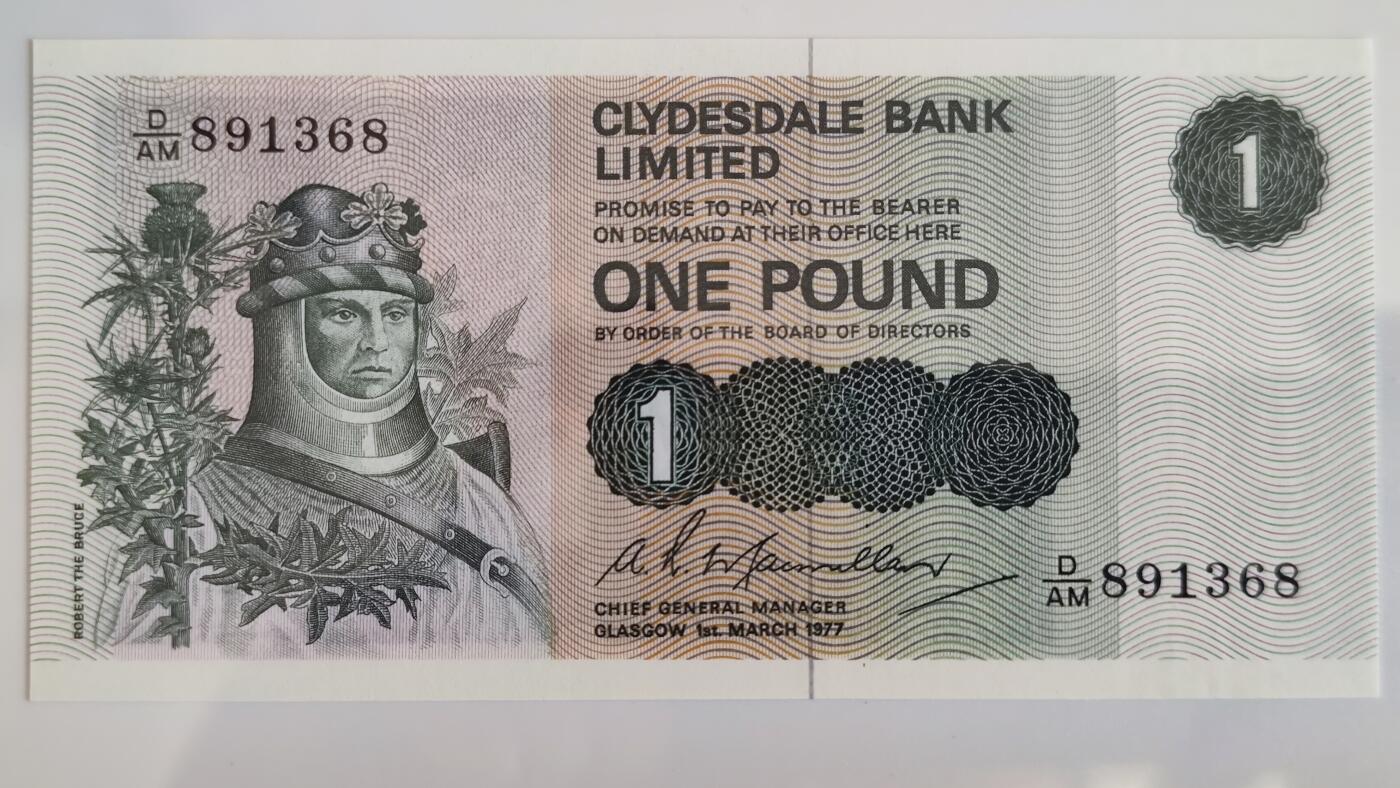 D/AM 891368
CLYDESDALE BANK
LIMITED
PROMISE TO PAY TO THE BEARER
ON DEMAND AT THEIR OFFICE HERE
ONE POUND
BY ORDER OF THE BOARD OF DIRECTORS
1
1
A. R. Macmillan
CHIEF GENERAL MANAGER
GLASGOW 1st. MARCH 1977
D/AM 891368
ROBERT THE BRUCE